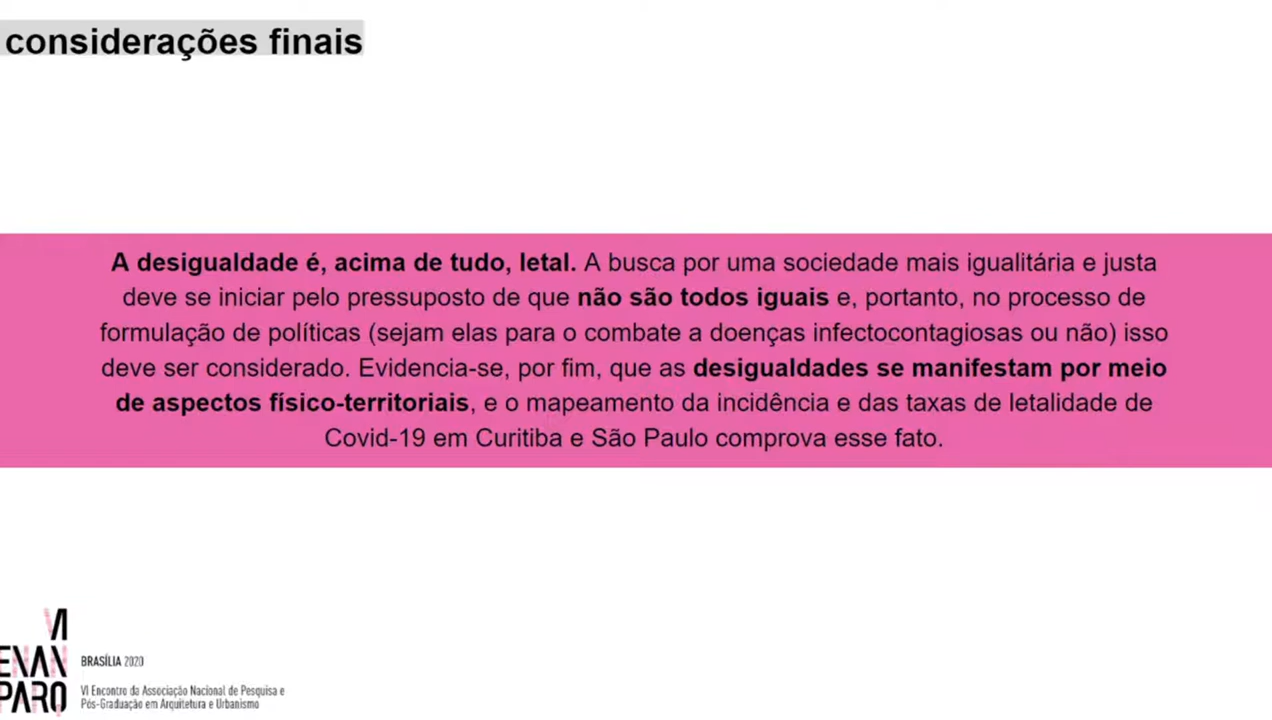 considerações finais
A desigualdade é, acima de tudo, letal. A busca por uma sociedade mais igualitária e justa
deve se iniciar pelo pressuposto de que não são todos iguais e, portanto, no processo de
formulação de políticas (sejam elas para o combate a doenças infectocontagiosas ou não) isso
deve ser considerado. Evidencia-se, por fim, que as desigualdades se manifestam por meio
de aspectos físico-territoriais, e o mapeamento da incidência e das taxas de letalidade de
Covid-19 em Curitiba e São Paulo comprova esse fato.
VI
ENAN
PARQ
BRASÍLIA 2020
VI Encontro da Associação Nacional de Pesquisa e
Pós-Graduação em Arquitetura e Urbanismo